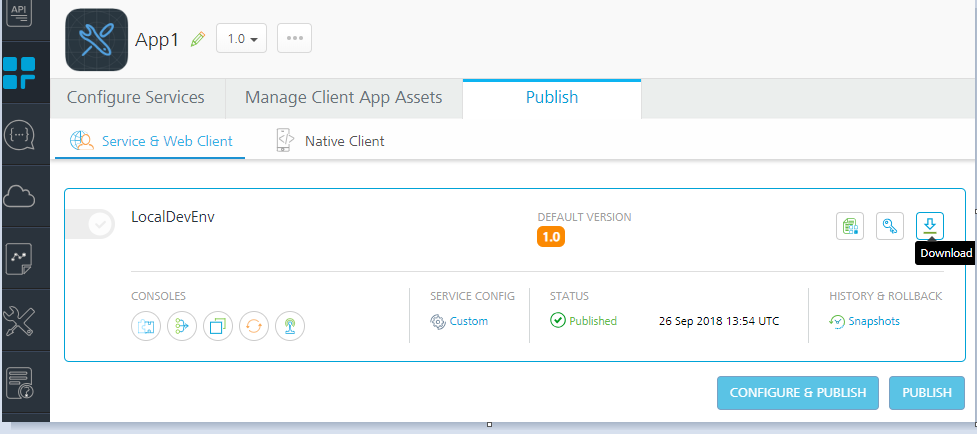 API
App1 1.0
Configure Services Manage Client App Assets Publish
Service & Web Client Native Client
LocalDevEnv DEFAULT VERSION
1.0
Download
CONSOLES SERVICE CONFIG STATUS HISTORY & ROLLBACK
Custom Published 26 Sep 2018 13:54 UTC Snapshots
CONFIGURE & PUBLISH PUBLISH